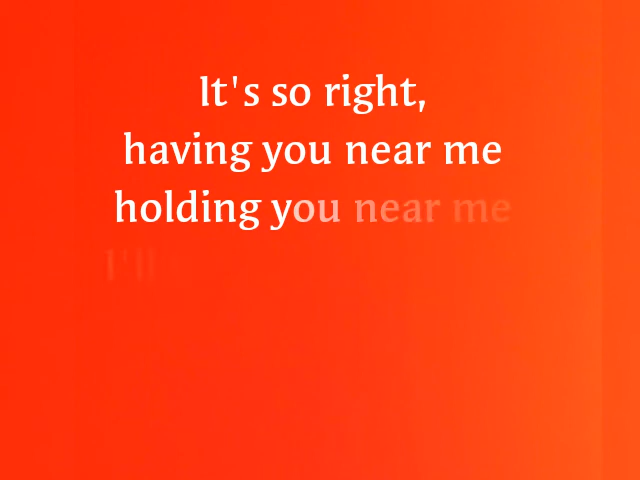 It's so right,
having you near me
holding you near me
I'll